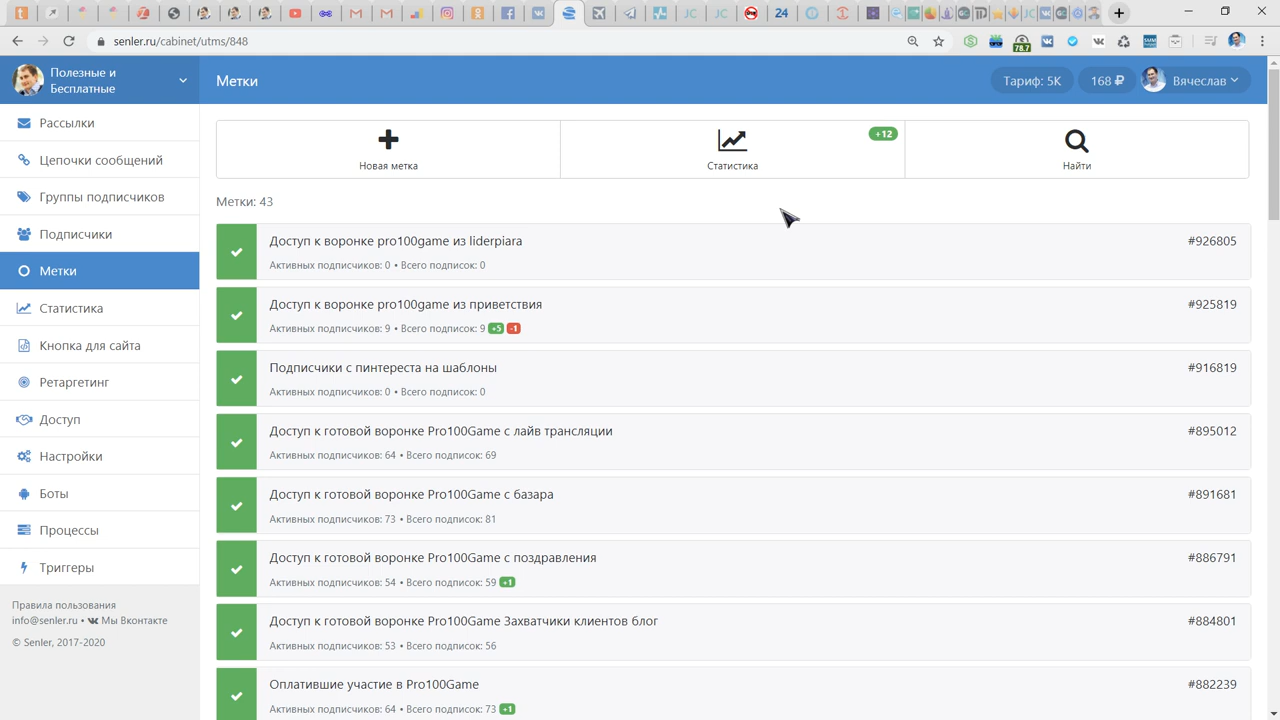 senler.ru/cabinet/utms/848
78.7
24
Полезные и
Бесплатные
Метки
Тариф: 5K
168 ₽
Вячеслав
Рассылки
Цепочки сообщений
Группы подписчиков
Подписчики
Метки
Статистика
Кнопка для сайта
Ретаргетинг
Доступ
Настройки
Боты
Процессы
Триггеры
Правила пользования
info@senler.ru • Мы Вконтакте
© Senler, 2017-2020
Новая метка
+12
Статистика
Найти
Метки: 43
Доступ к воронке pro100game из liderpiara #926805
Активных подписчиков: 0 • Всего подписок: 0
Доступ к воронке pro100game из приветствия #925819
Активных подписчиков: 9 • Всего подписок: 9 +5 -1
Подписчики с пинтереста на шаблоны #916819
Активных подписчиков: 0 • Всего подписок: 0
Доступ к готовой воронке Pro100Game с лайв трансляции #895012
Активных подписчиков: 64 • Всего подписок: 69
Доступ к готовой воронке Pro100Game с базара #891681
Активных подписчиков: 73 • Всего подписок: 81
Доступ к готовой воронке Pro100Game с поздравления #886791
Активных подписчиков: 54 • Всего подписок: 59 +1
Доступ к готовой воронке Pro100Game Захватчики клиентов блог #884801
Активных подписчиков: 53 • Всего подписок: 56
Оплатившие участие в Pro100Game #882239
Активных подписчиков: 64 • Всего подписок: 73 +1